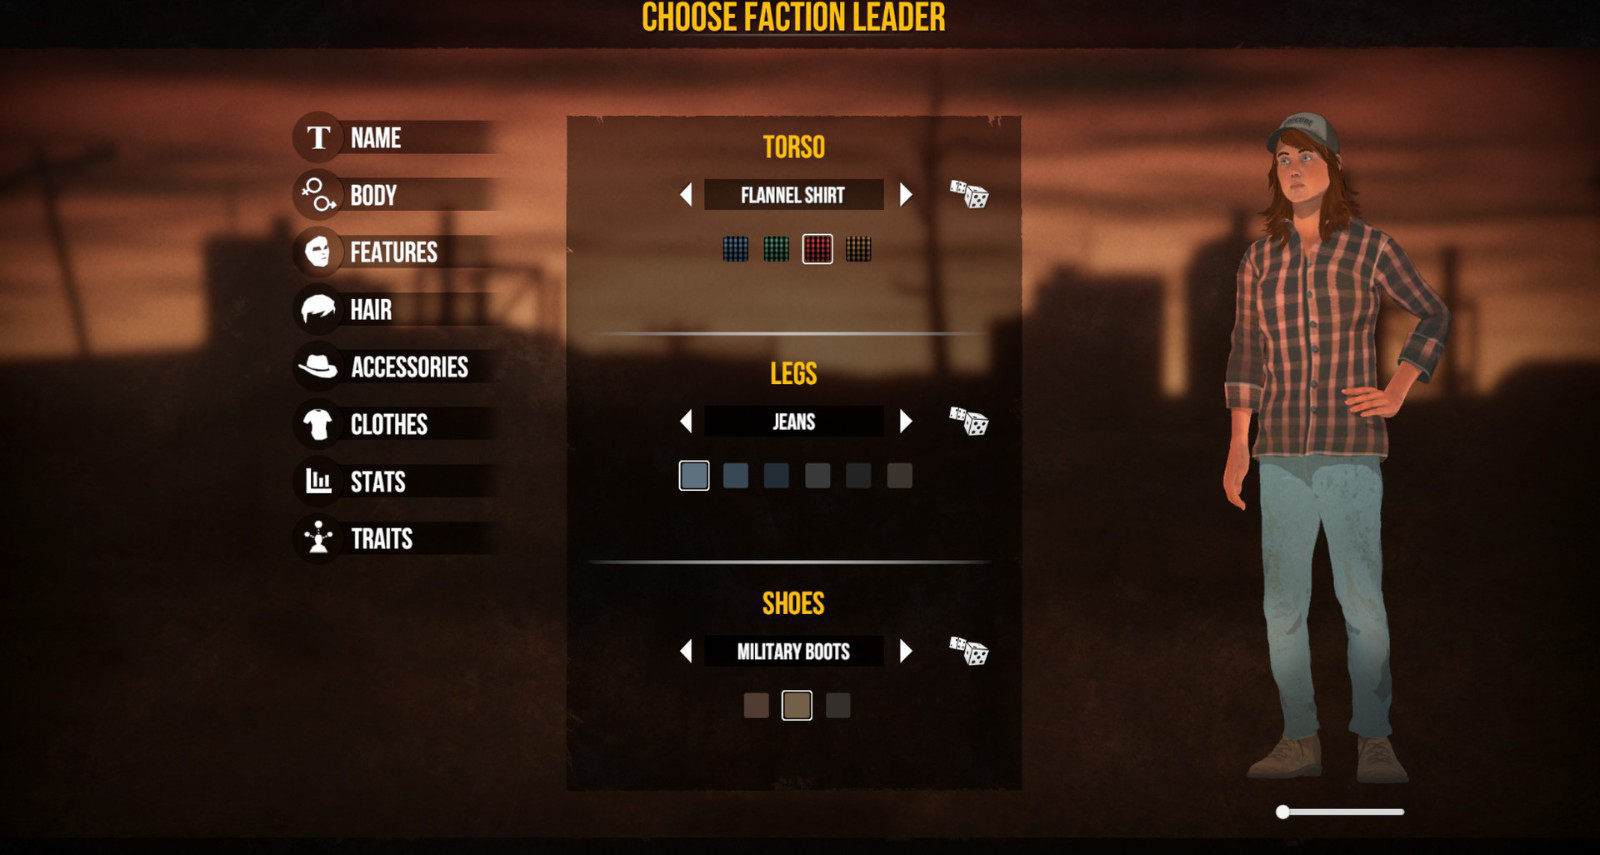 CHOOSE FACTION LEADER
NAME
BODY
FEATURES
HAIR
ACCESSORIES
CLOTHES
STATS
TRAITS
TORSO
FLANNEL SHIRT
LEGS
JEANS
SHOES
MILITARY BOOTS